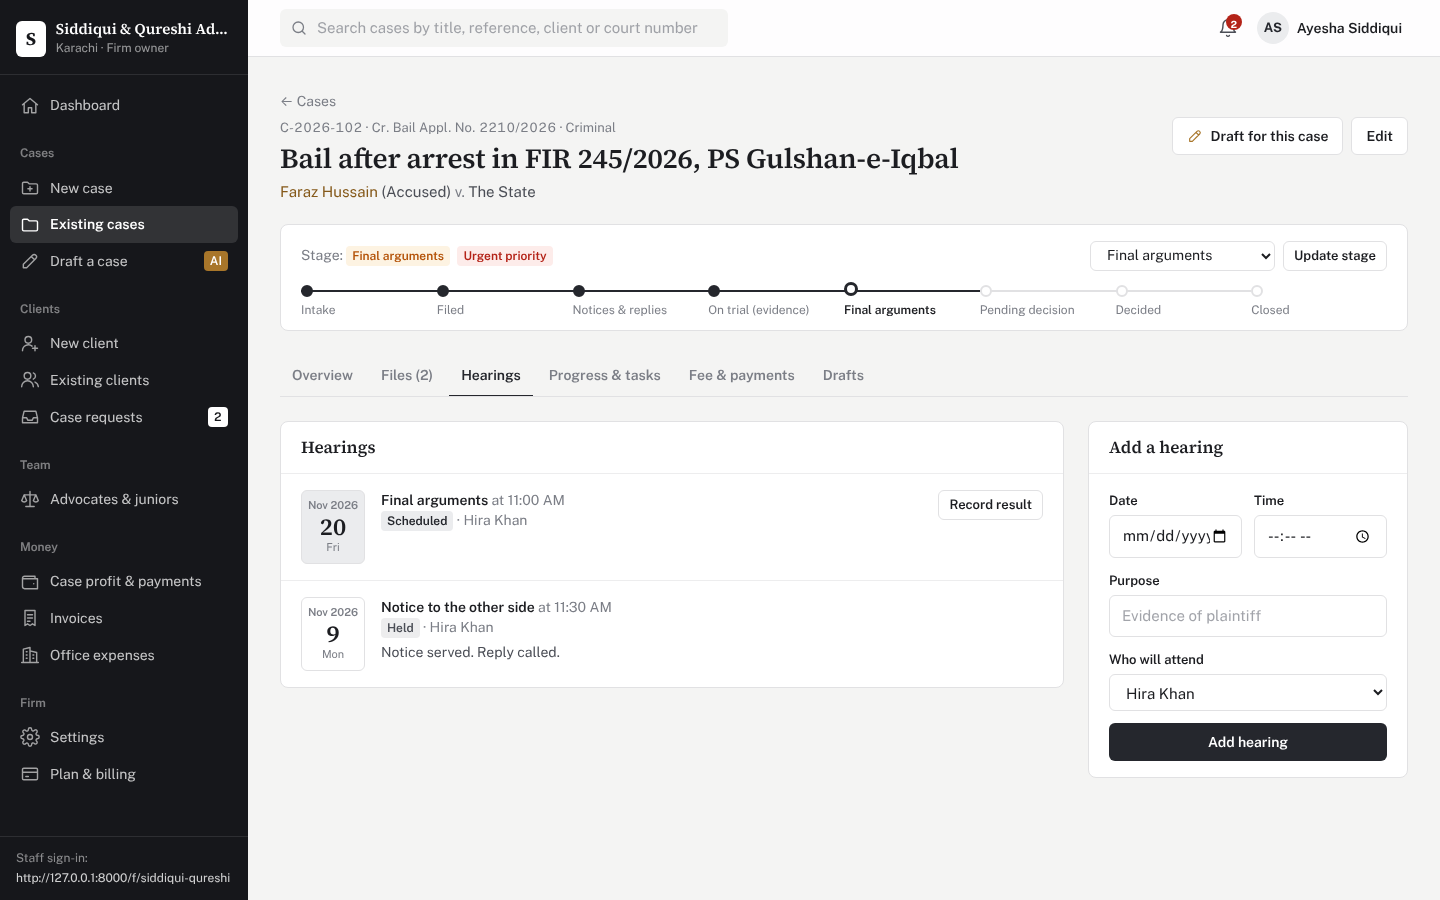 S
Siddiqui & Qureshi Ad...
Karachi · Firm owner
Dashboard
Cases
New case
Existing cases
Draft a case
AI
Clients
New client
Existing clients
Case requests
2
Team
Advocates & juniors
Money
Case profit & payments
Invoices
Office expenses
Firm
Settings
Plan & billing
Staff sign-in:
http://127.0.0.1:8000/f/siddiqui-qureshi
Search cases by title, reference, client or court number
2
AS
Ayesha Siddiqui
← Cases
C-2026-102 · Cr. Bail Appl. No. 2210/2026 · Criminal
Bail after arrest in FIR 245/2026, PS Gulshan-e-Iqbal
Faraz Hussain (Accused) v. The State
Draft for this case
Edit
Stage: Final arguments Urgent priority
Final arguments
Update stage
Intake
Filed
Notices & replies
On trial (evidence)
Final arguments
Pending decision
Decided
Closed
Overview
Files (2)
Hearings
Progress & tasks
Fee & payments
Drafts
Hearings
Nov 2026
20
Fri
Final arguments at 11:00 AM
Scheduled · Hira Khan
Record result
Nov 2026
9
Mon
Notice to the other side at 11:30 AM
Held · Hira Khan
Notice served. Reply called.
Add a hearing
Date
Time
mm/dd/yyyy
--:-- --
Purpose
Evidence of plaintiff
Who will attend
Hira Khan
Add hearing